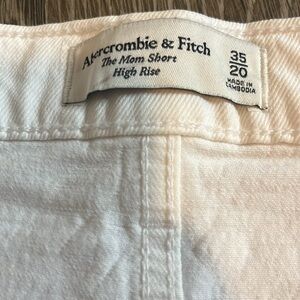 Abercrombie & Fitch
The Mom Short
High Rise
35
20
MADE IN
CAMBODIA